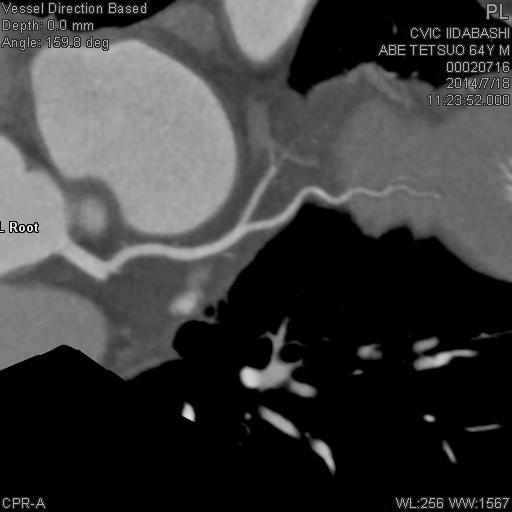 Vessel Direction Based
Depth: 0.0 mm
Angle: 159.8 deg
PL
CVIC IIDABASHI
ABE TETSUO 64Y M
00020716
2014/7/18
11:23:52.000
L Root
CPR-A
WL:256 WW:1567